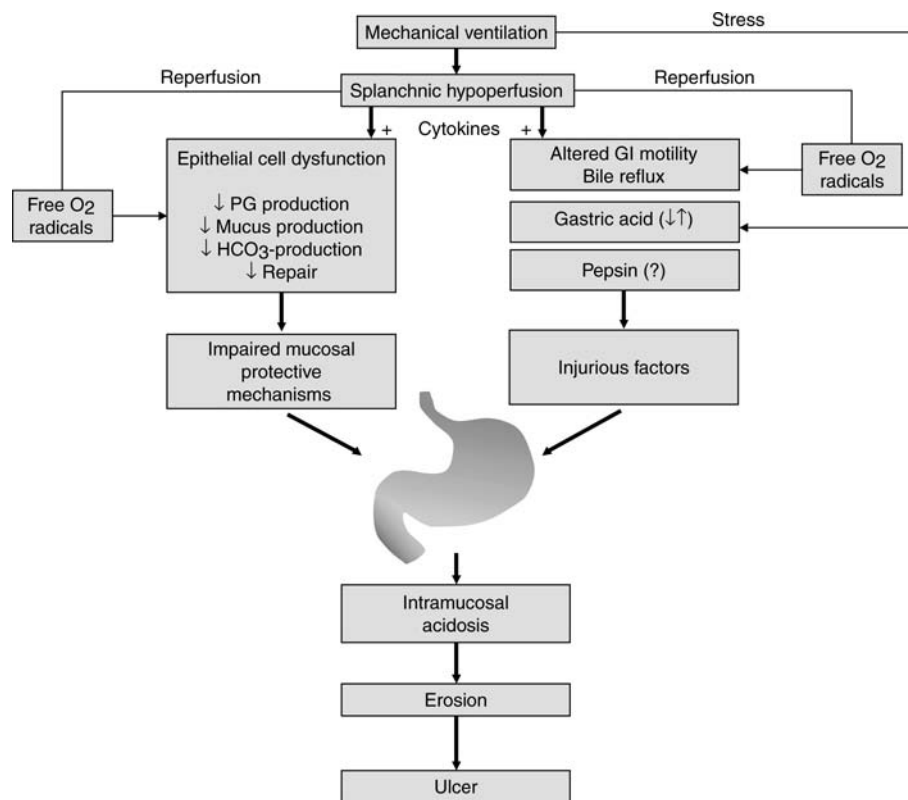 Stress
Mechanical ventilation
Reperfusion
Reperfusion
Splanchnic hypoperfusion
+ Cytokines +
Epithelial cell dysfunction
↓ PG production
↓ Mucus production
↓ HCO3-production
↓ Repair
Free O2
radicals
Altered GI motility
Bile reflux
Free O2
radicals
Gastric acid (↓↑)
Pepsin (?)
Impaired mucosal
protective
mechanisms
Injurious factors
Intramucosal
acidosis
Erosion
Ulcer